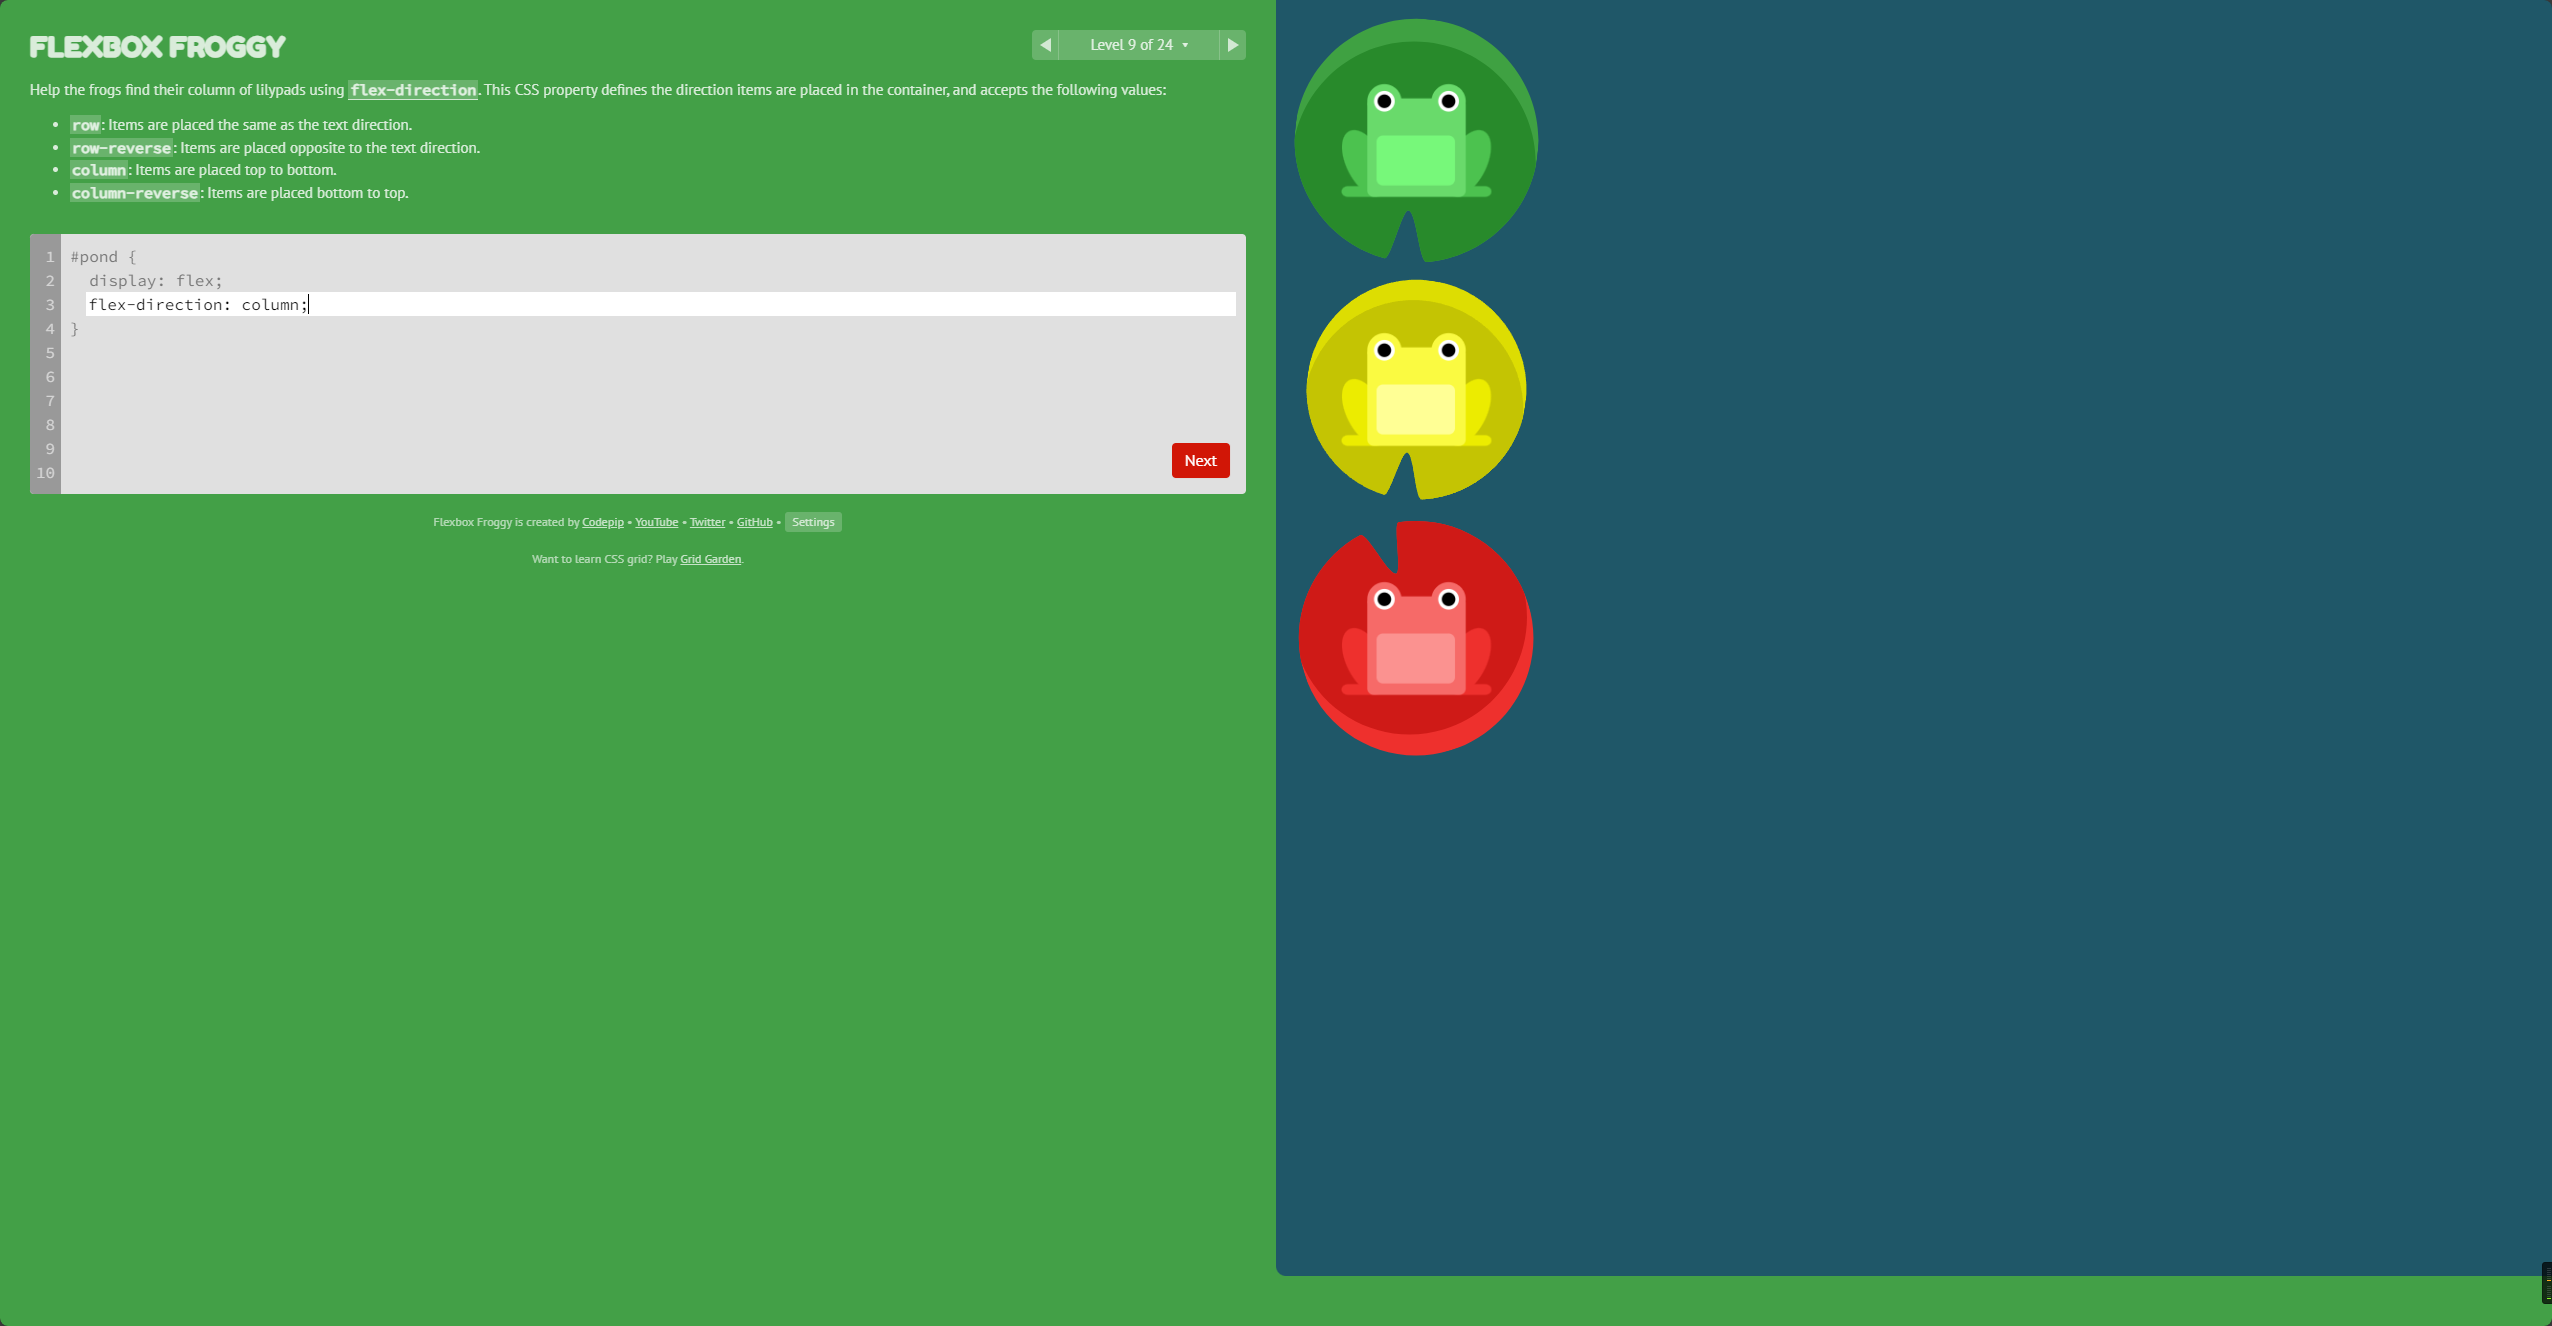 FLEXBOX FROGGY
Level 9 of 24
Help the frogs find their column of lilypads using flex-direction. This CSS property defines the direction items are placed in the container, and accepts the following values:
• row: Items are placed the same as the text direction.
• row-reverse: Items are placed opposite to the text direction.
• column: Items are placed top to bottom.
• column-reverse: Items are placed bottom to top.
1 #pond {
2 display: flex;
3 flex-direction: column;
4 }
5
6
7
8
9
10
Next
Flexbox Froggy is created by Codepip • YouTube • Twitter • GitHub • Settings
Want to learn CSS grid? Play Grid Garden.